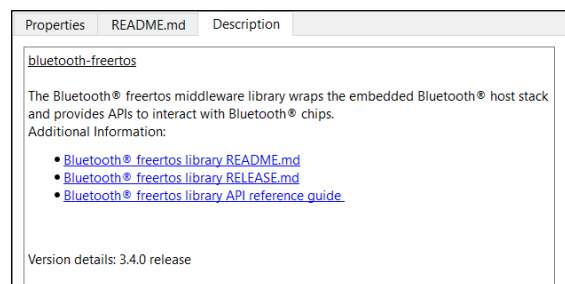 Properties README.md Description
bluetooth-freertos
The Bluetooth® freertos middleware library wraps the embedded Bluetooth® host stack
and provides APIs to interact with Bluetooth® chips.
Additional Information:
• Bluetooth® freertos library README.md
• Bluetooth® freertos library RELEASE.md
• Bluetooth® freertos library API reference guide
Version details: 3.4.0 release